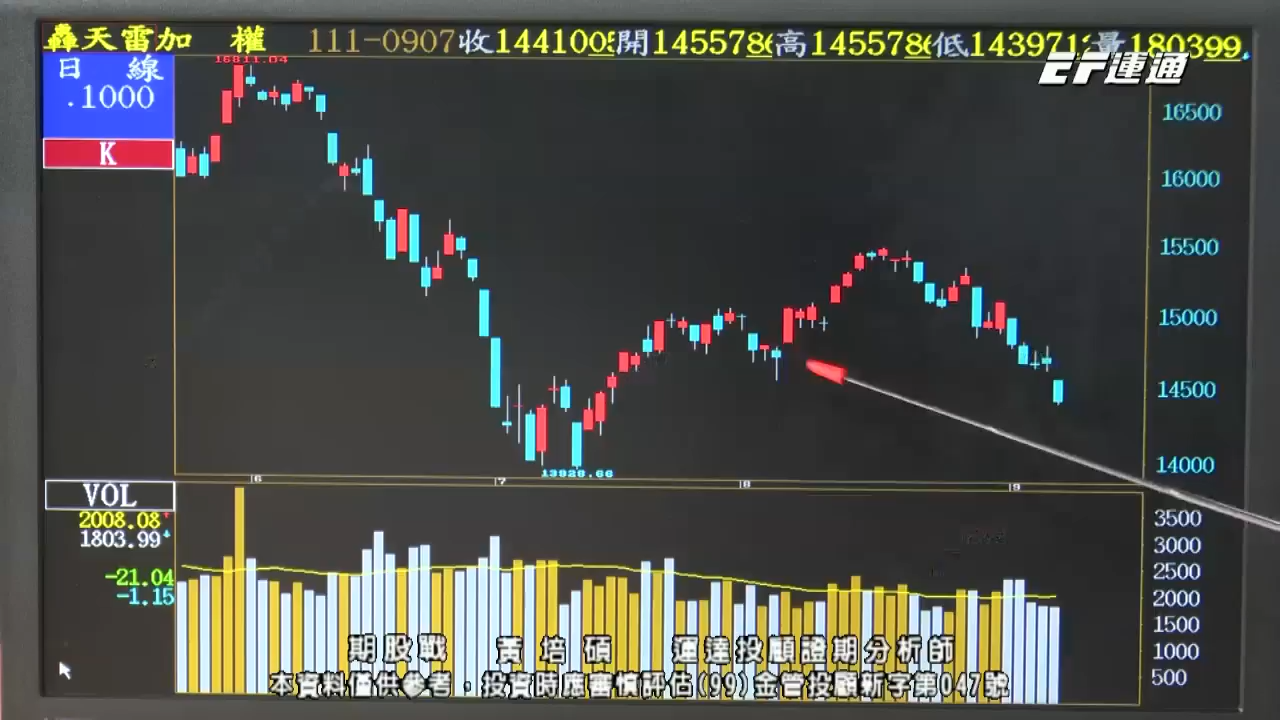 轟天雷加 權 111-0907收1441005開1455786高1455786低1439712量180399
EF運通
日 線
.1000
K
16811.04
16500
16000
15500
15000
14500
14000
13928.66
6 7 8 9
VOL
2008.08
1803.99
-21.04
-1.15
3500
3000
2500
2000
1500
1000
500
期股戰 黃培碩 運達投顧證期分析師
本資料僅供參考，投資時應審慎評估(99)金管投顧新字第047號